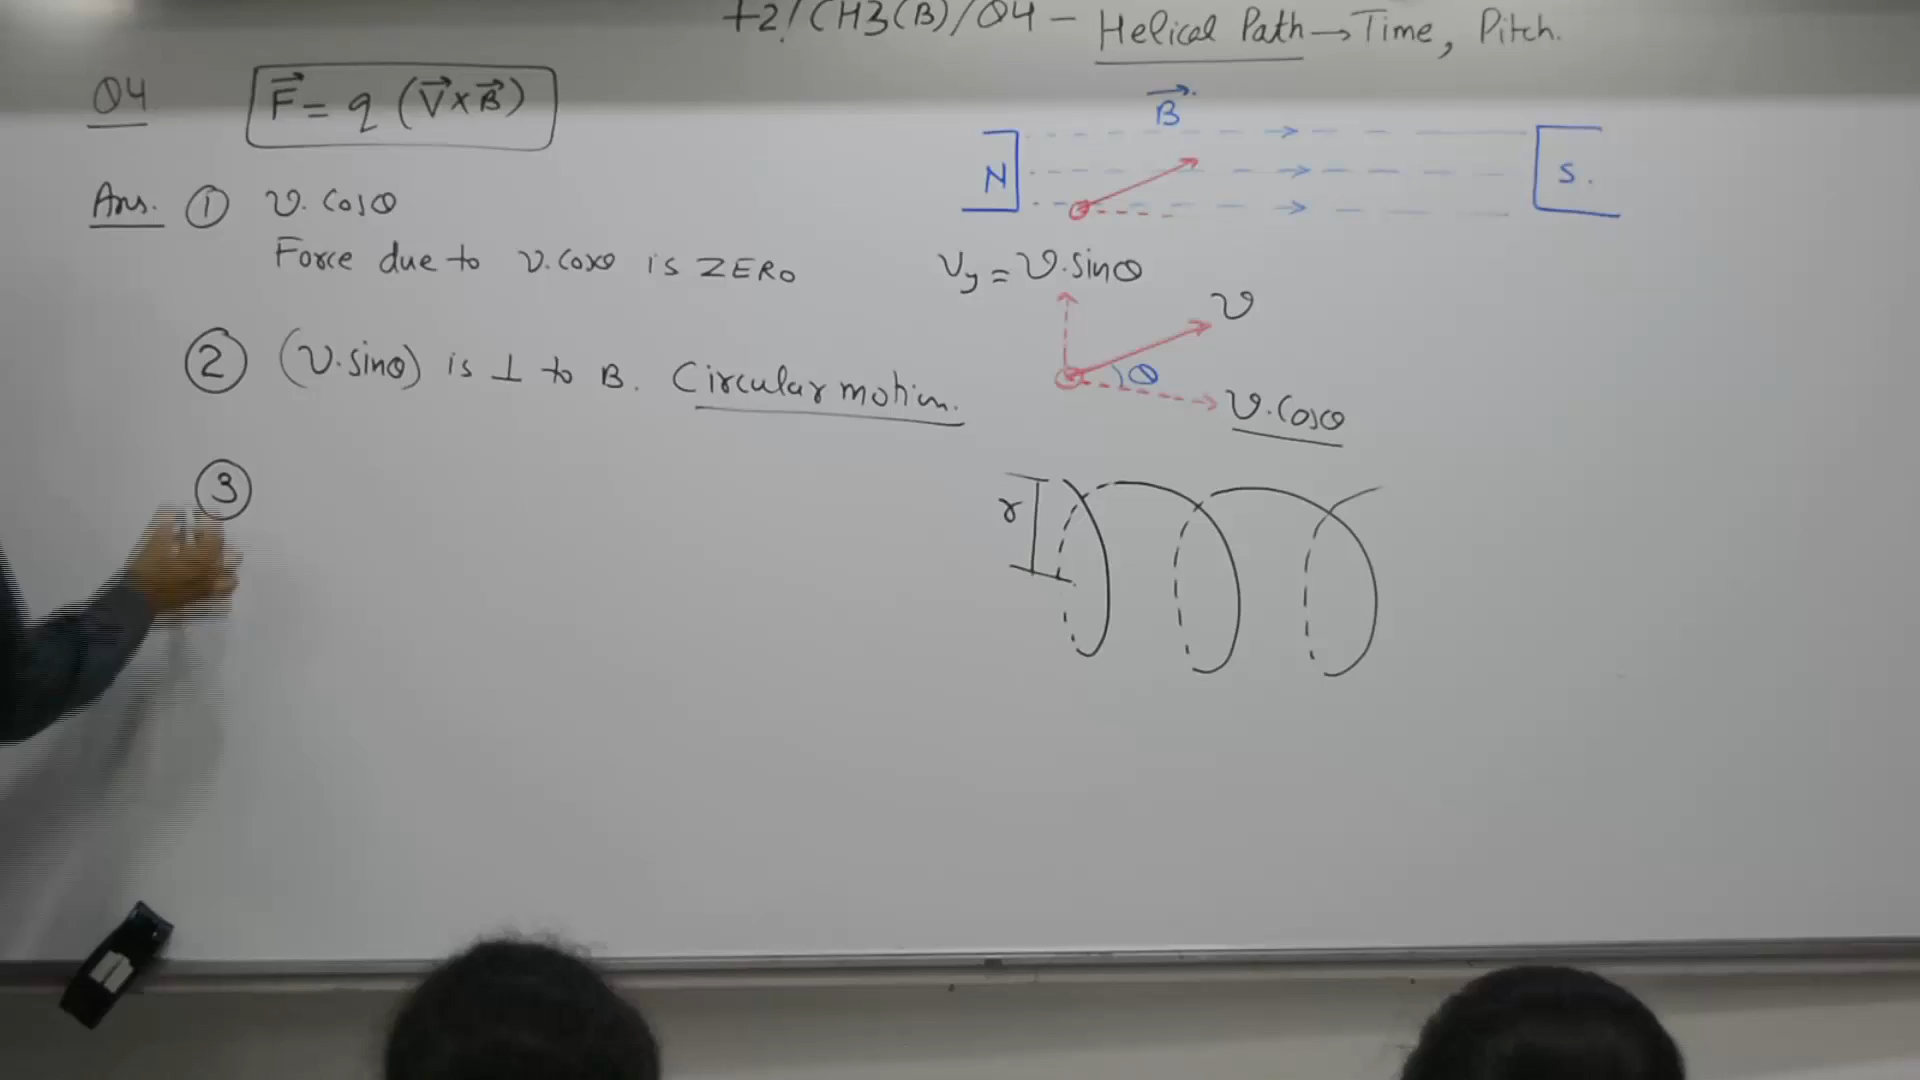 +2/CH3(B)/Q4 - Helical Path → Time, Pitch.
Q4 F⃗ = q (V⃗ × B⃗)
Ans. ① v. Cosθ
Force due to v. Cosθ is ZERO
② (v. sinθ) is ⊥ to B. Circular motion.
③
B⃗
N
S.
Vy = v. sinθ
v
θ
v. Cosθ
r